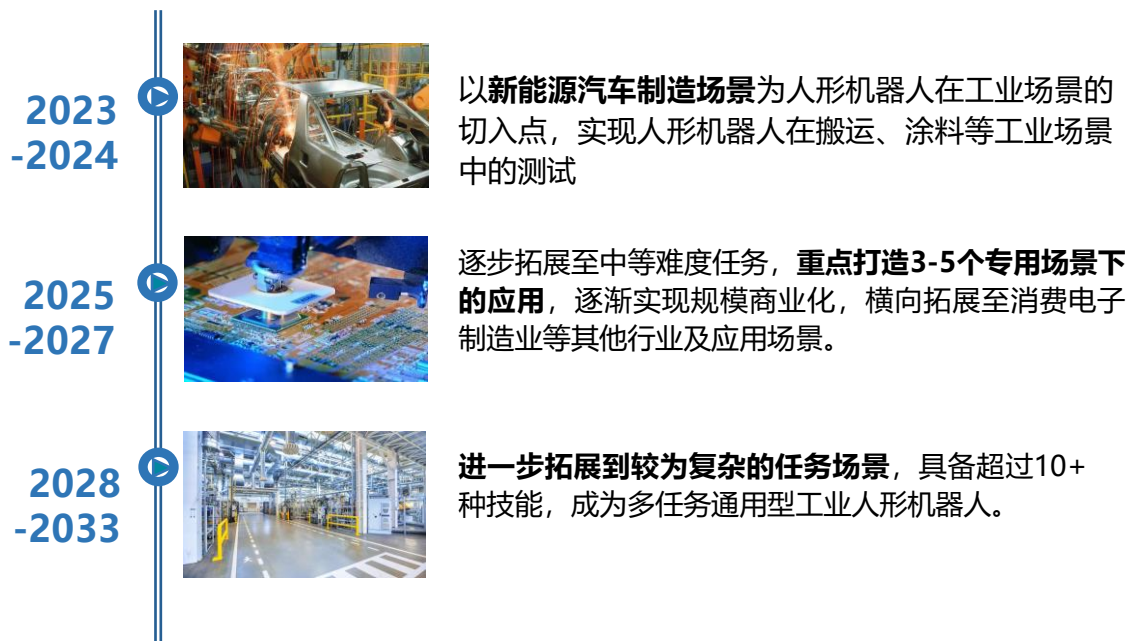 2023
-2024
以新能源汽车制造场景为人形机器人在工业场景的
切入点，实现人形机器人在搬运、涂料等工业场景
中的测试
2025
-2027
逐步拓展至中等难度任务，重点打造3-5个专用场景下
的应用，逐渐实现规模商业化，横向拓展至消费电子
制造业等其他行业及应用场景。
2028
-2033
进一步拓展到较为复杂的任务场景，具备超过10+
种技能，成为多任务通用型工业人形机器人。